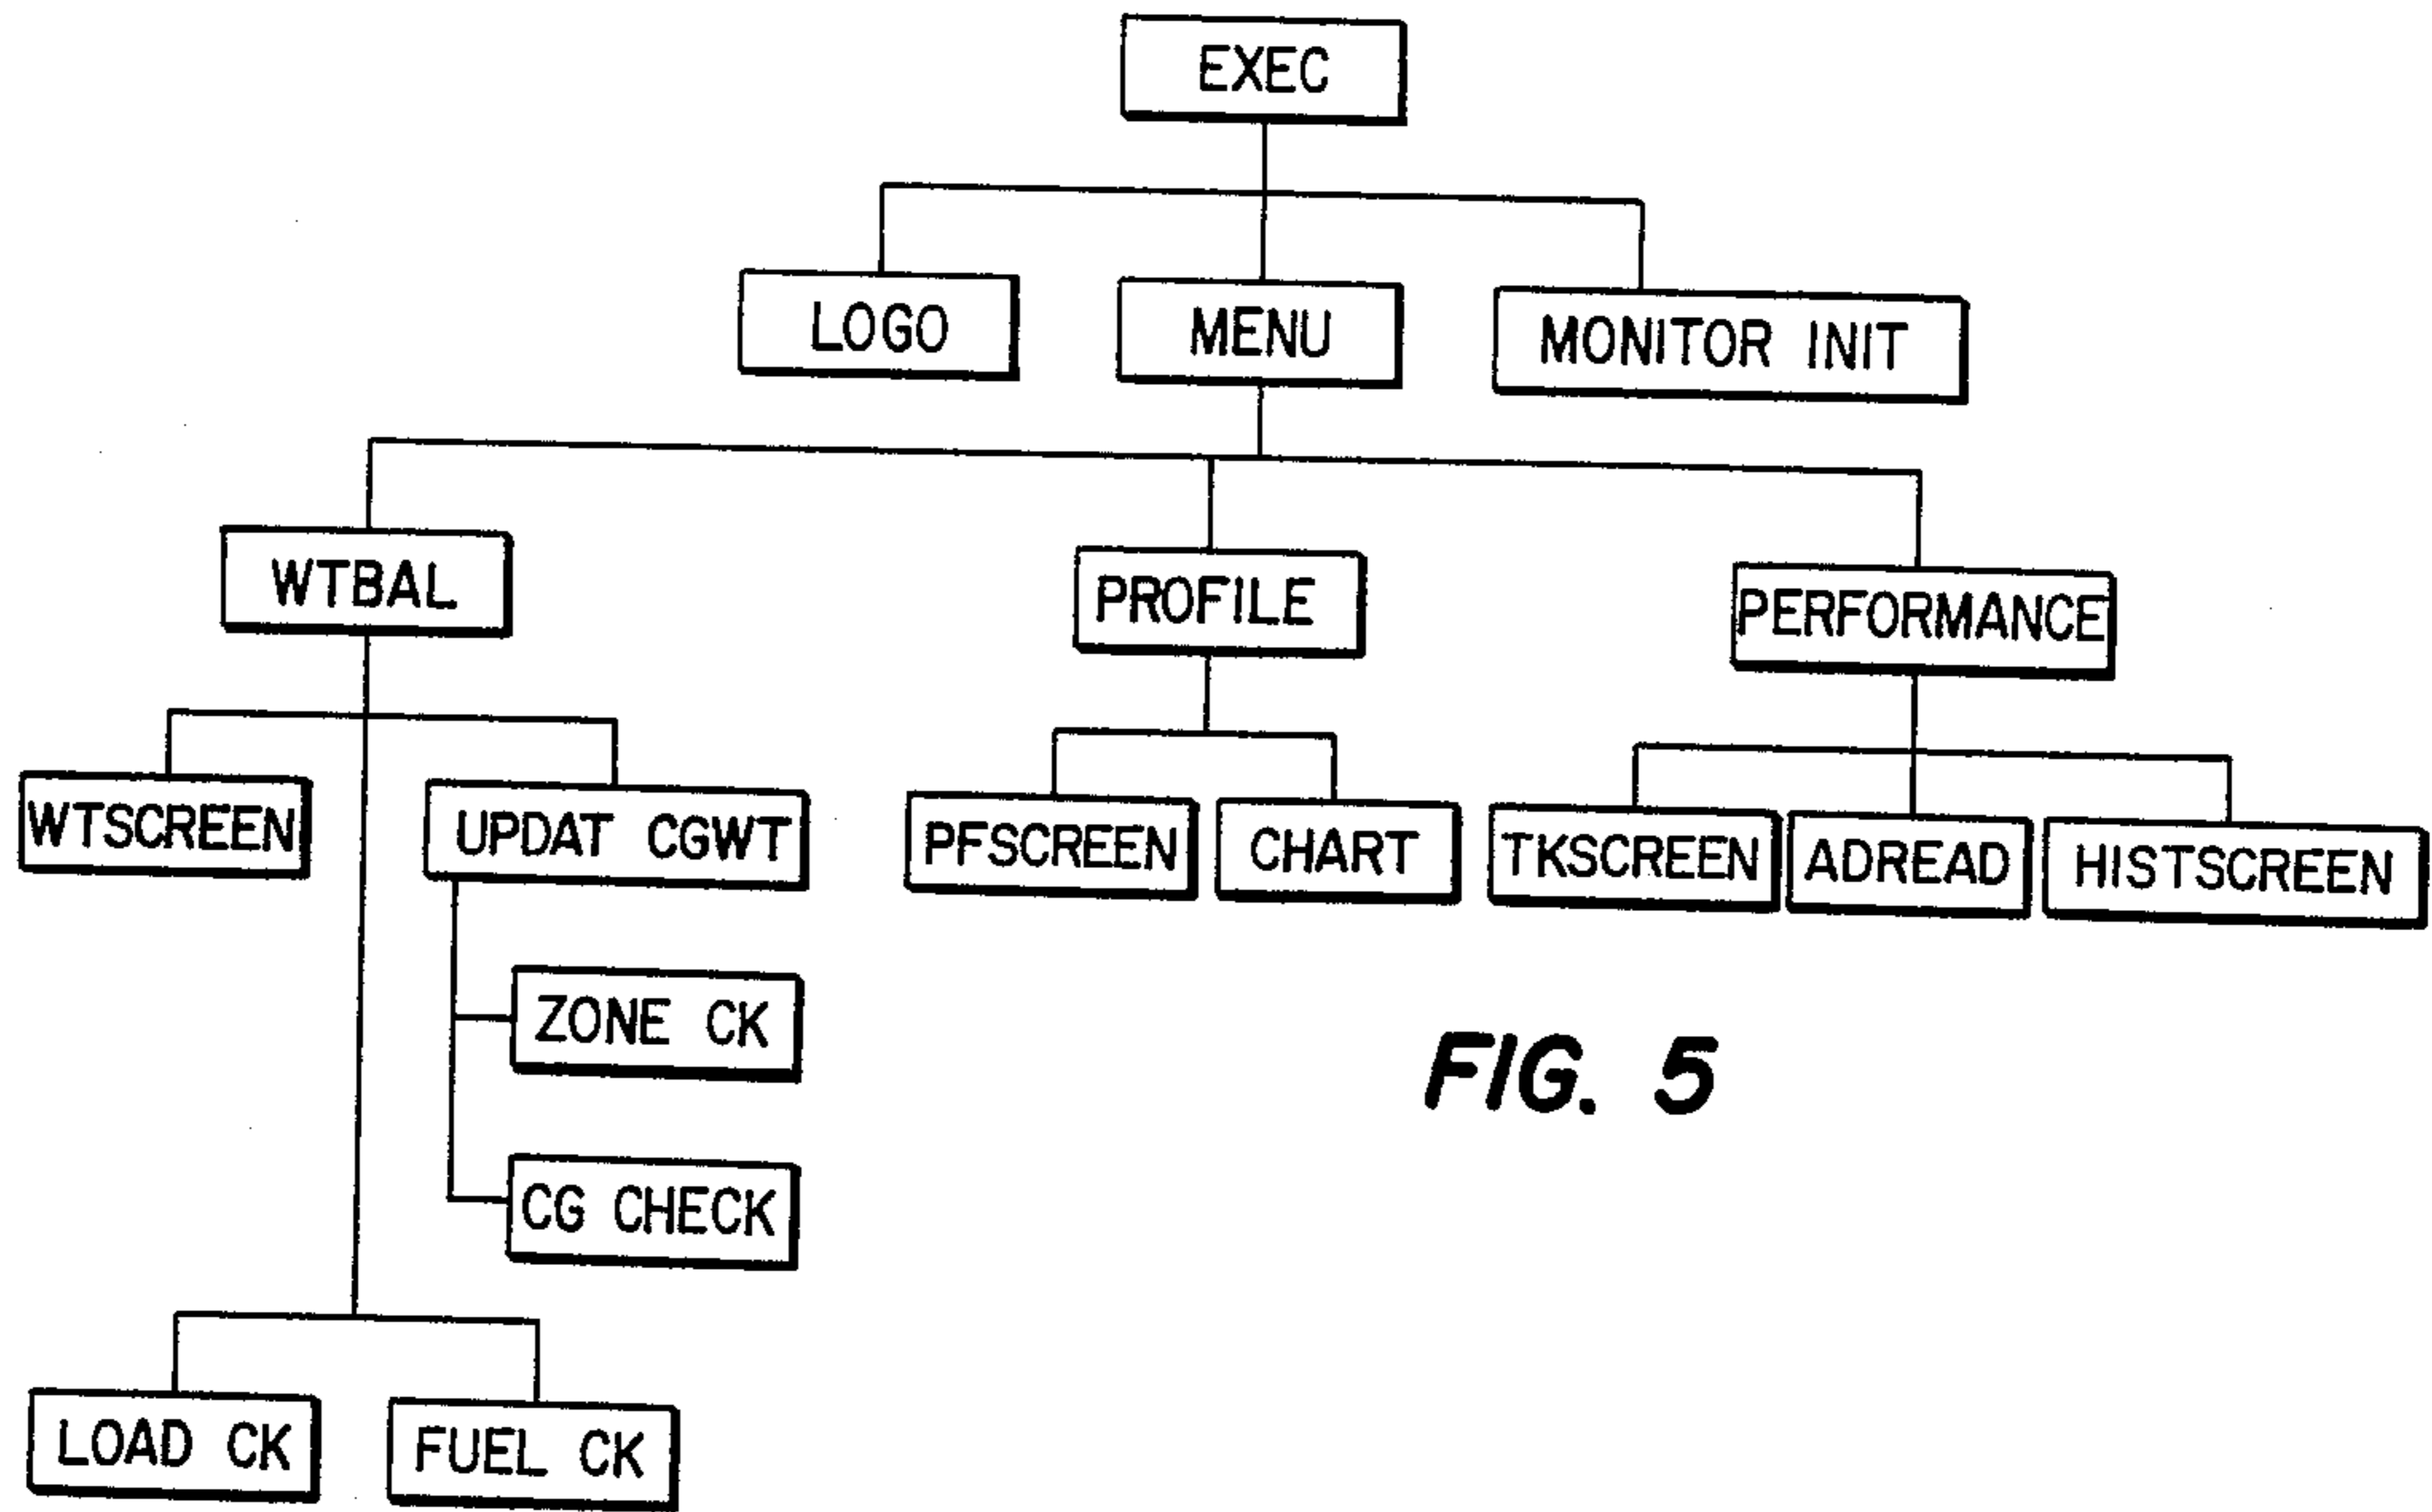 EXEC
LOGO
MENU
MONITOR INIT
WTBAL
PROFILE
PERFORMANCE
WTSCREEN
UPDAT CGWT
PFSCREEN
CHART
TKSCREEN
ADREAD
HISTSCREEN
ZONE CK
CG CHECK
LOAD CK
FUEL CK
FIG. 5